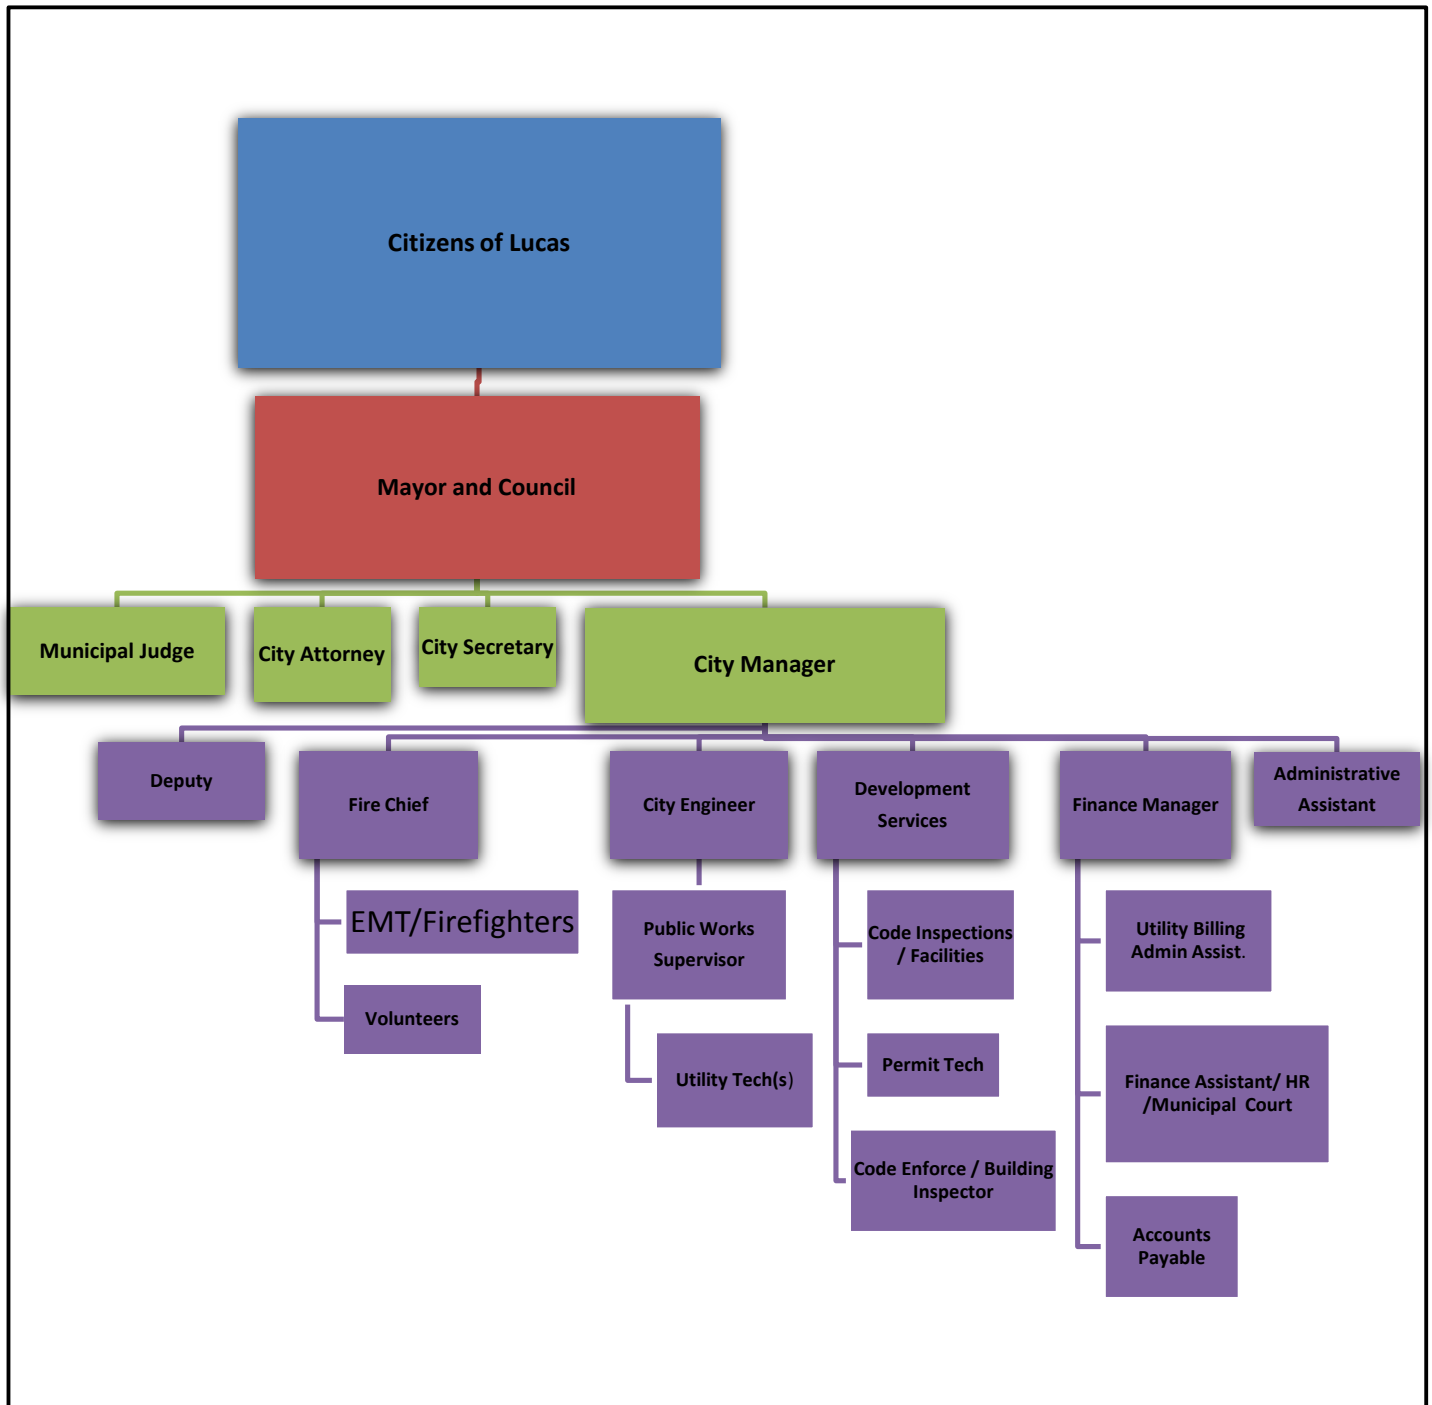 Citizens of Lucas
Mayor and Council
Municipal Judge
City Attorney
City Secretary
City Manager
Deputy
Fire Chief
City Engineer
Development
Services
Finance Manager
Administrative
Assistant
EMT/Firefighters
Volunteers
Public Works
Supervisor
Utility Tech(s)
Code Inspections
/ Facilities
Permit Tech
Code Enforce / Building
Inspector
Utility Billing
Admin Assist.
Finance Assistant/ HR
/Municipal  Court
Accounts
Payable